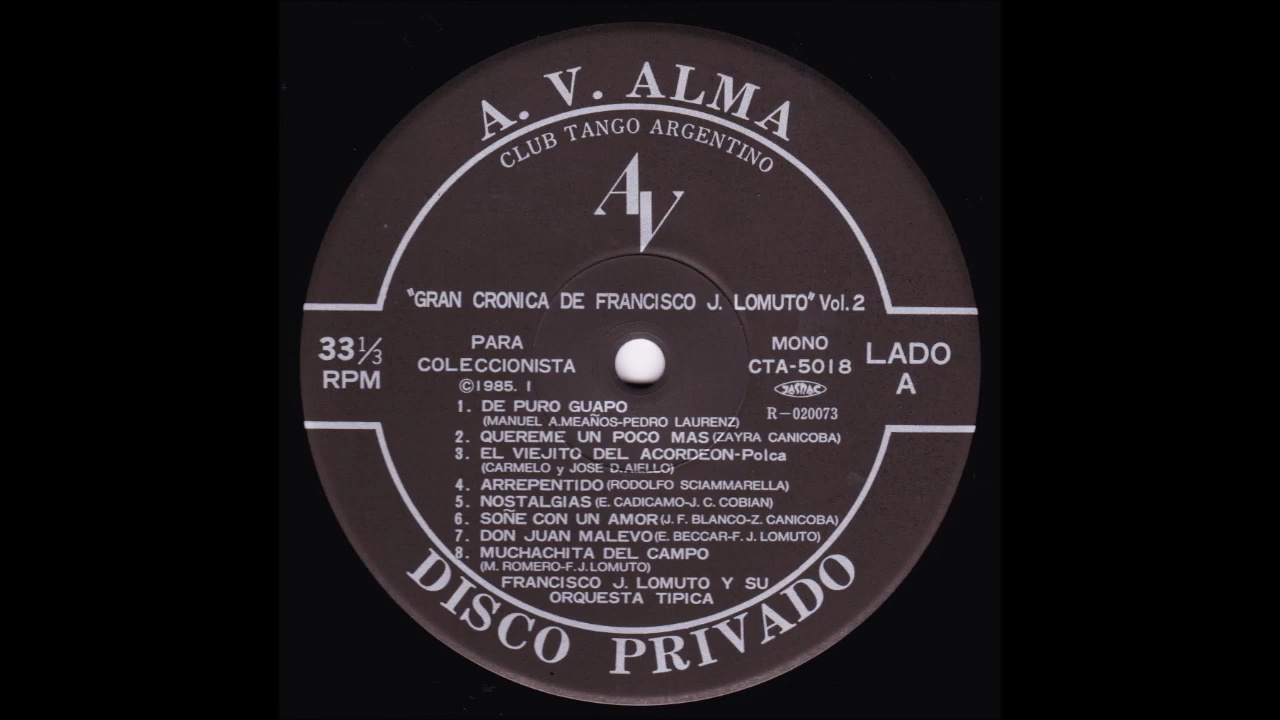 A. V. ALMA
CLUB TANGO ARGENTINO
AV
"GRAN CRONICA DE FRANCISCO J. LOMUTO" Vol. 2
33 1/3 RPM
PARA COLECCIONISTA
©1985. I
MONO
CTA-5018
JASRAC
R-020073
LADO A
1. DE PURO GUAPO
(MANUEL A.MEAÑOS-PEDRO LAURENZ)
2. QUEREME UN POCO MAS (ZAYRA CANICOBA)
3. EL VIEJITO DEL ACORDEON-Polca
(CARMELO y JOSE D.AIELLO)
4. ARREPENTIDO (RODOLFO SCIAMMARELLA)
5. NOSTALGIAS (E. CADICAMO-J. C. COBIAN)
6. SOÑE CON UN AMOR (J. F. BLANCO-Z. CANICOBA)
7. DON JUAN MALEVO (E. BECCAR-F. J. LOMUTO)
8. MUCHACHITA DEL CAMPO
(M. ROMERO-F. J. LOMUTO)
FRANCISCO J. LOMUTO Y SU
ORQUESTA TIPICA
DISCO PRIVADO